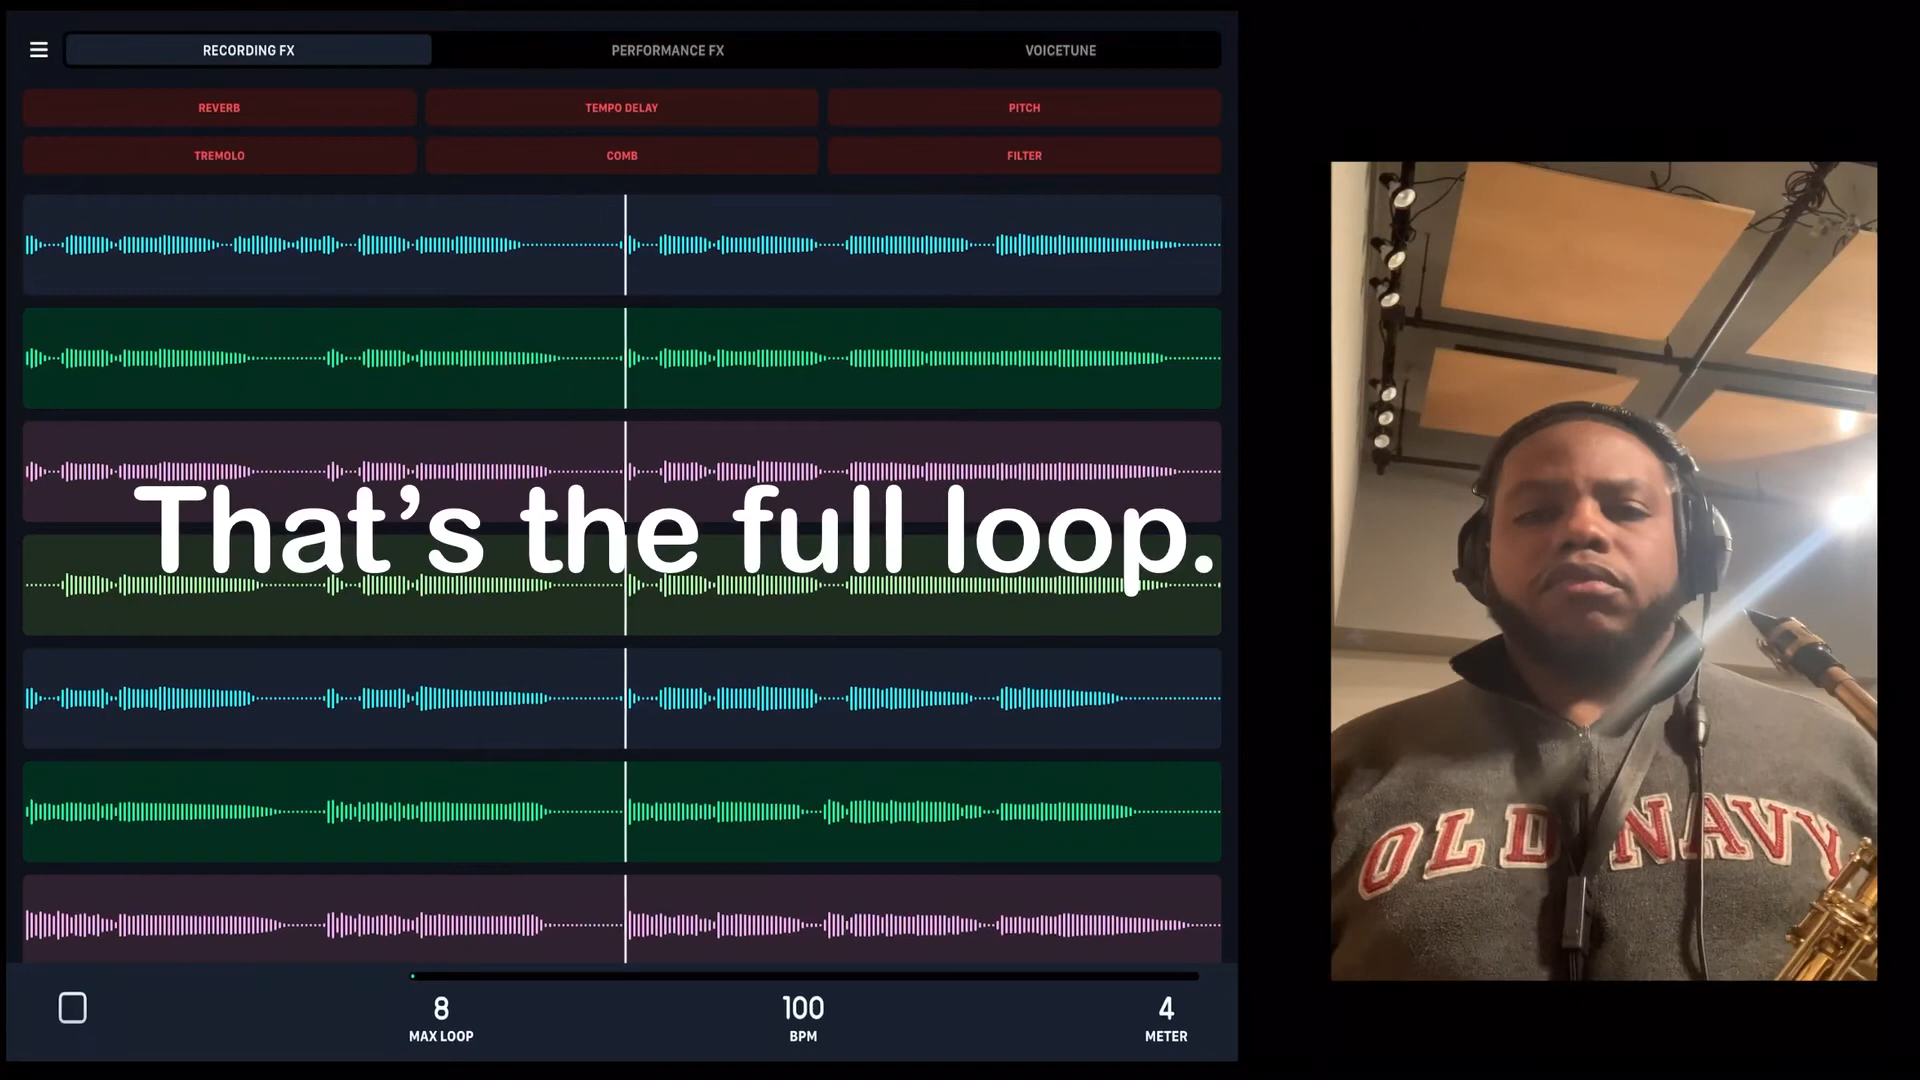 RECORDING FX
PERFORMANCE FX
VOICETUNE
REVERB
TEMPO DELAY
PITCH
TREMOLO
COMB
FILTER
That’s the full loop.
OLD NAVY
8
100
4
MAX LOOP
BPM
METER